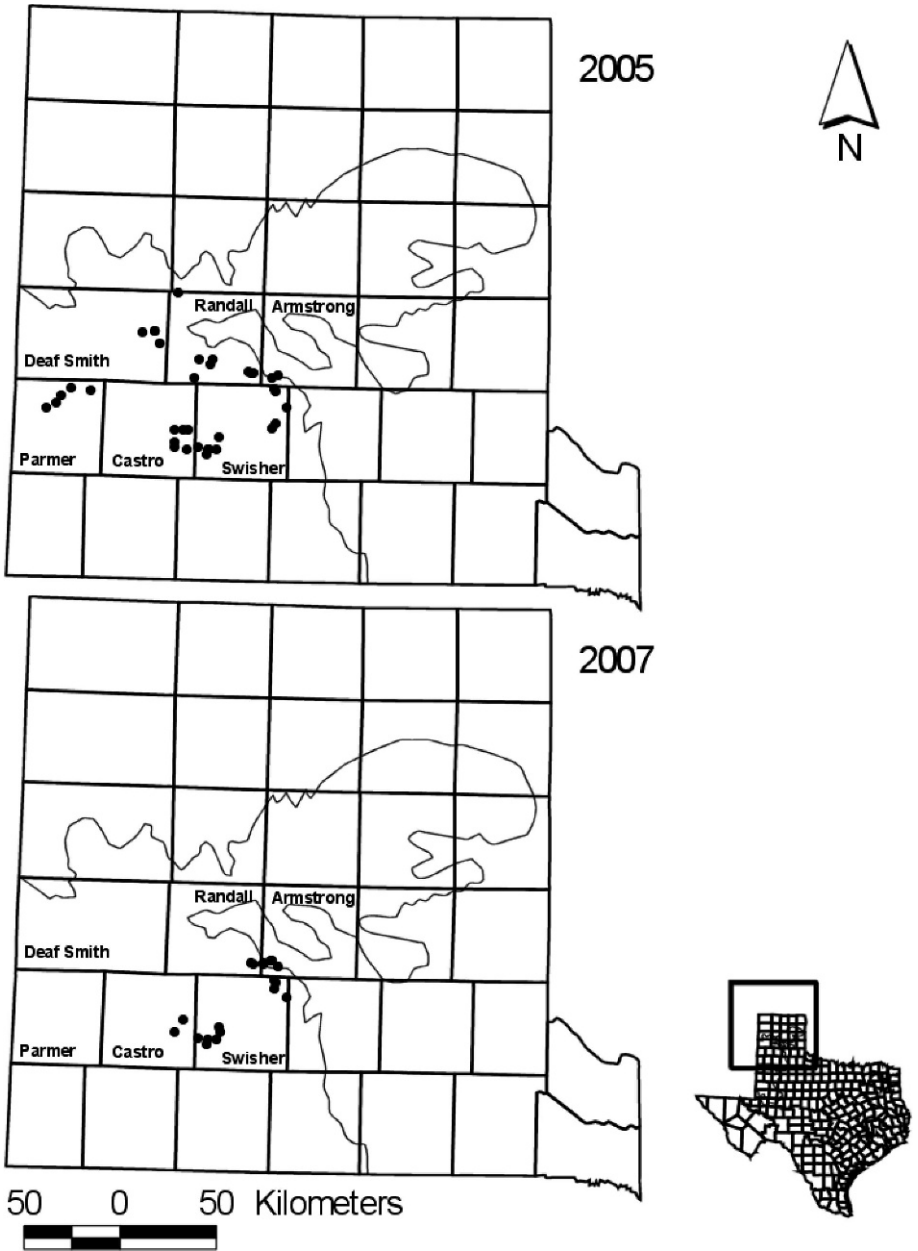 2005
N
Randall Armstrong
Deaf Smith
Parmer Castro Swisher
2007
Randall Armstrong
Deaf Smith
Parmer Castro Swisher
50 0 50 Kilometers